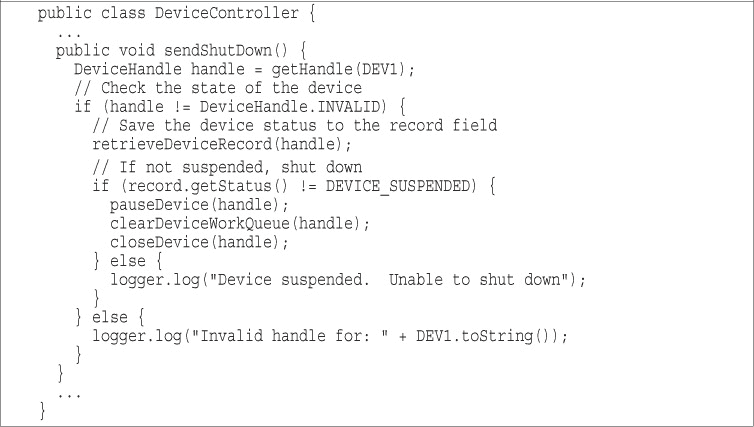 public class DeviceController {
  ...
  public void sendShutDown() {
    DeviceHandle handle = getHandle(DEV1);
    // Check the state of the device
    if (handle != DeviceHandle.INVALID) {
      // Save the device status to the record field
      retrieveDeviceRecord(handle);
      // If not suspended, shut down
      if (record.getStatus() != DEVICE_SUSPENDED) {
        pauseDevice(handle);
        clearDeviceWorkQueue(handle);
        closeDevice(handle);
      } else {
        logger.log("Device suspended.  Unable to shut down");
      }
    } else {
      logger.log("Invalid handle for: " + DEV1.toString());
    }
  }
  ...
}